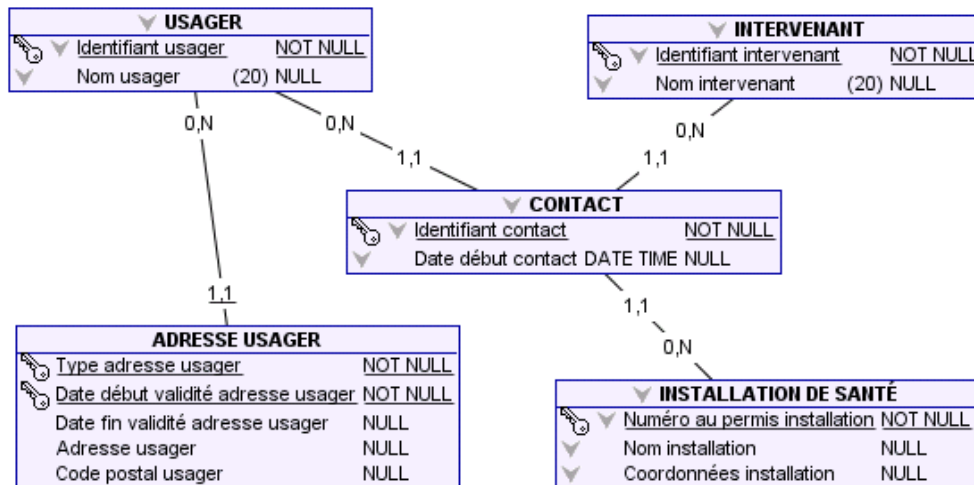 USAGER
Identifiant usager NOT NULL
Nom usager (20) NULL
INTERVENANT
Identifiant intervenant NOT NULL
Nom intervenant (20) NULL
0,N
0,N
0,N
1,1
1,1
CONTACT
Identifiant contact NOT NULL
Date début contact DATE TIME NULL
1,1
1,1
0,N
ADRESSE USAGER
Type adresse usager NOT NULL
Date début validité adresse usager NOT NULL
Date fin validité adresse usager NULL
Adresse usager NULL
Code postal usager NULL
INSTALLATION DE SANTÉ
Numéro au permis installation NOT NULL
Nom installation NULL
Coordonnées installation NULL